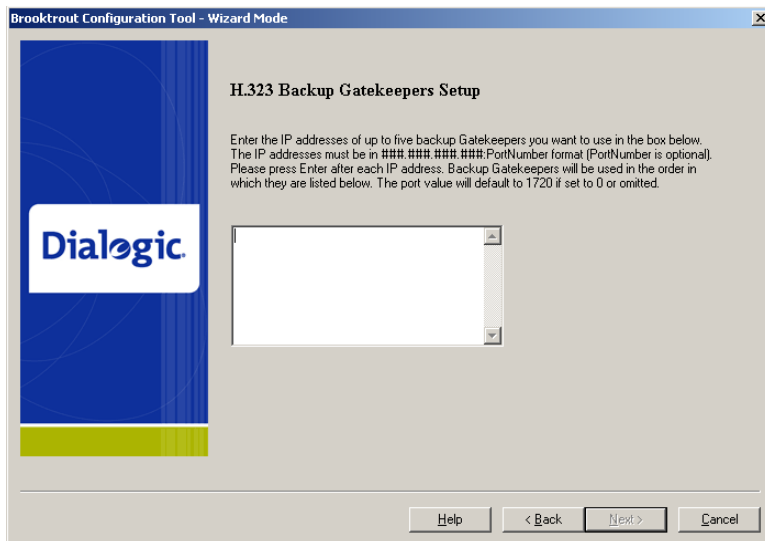 Brooktrout Configuration Tool - Wizard Mode
H.323 Backup Gatekeepers Setup
Enter the IP addresses of up to five backup Gatekeepers you want to use in the box below.
The IP addresses must be in ###.###.###.###:PortNumber format (PortNumber is optional).
Please press Enter after each IP address. Backup Gatekeepers will be used in the order in
which they are listed below. The port value will default to 1720 if set to 0 or omitted.
Dialogic.
Help
< Back
Next >
Cancel